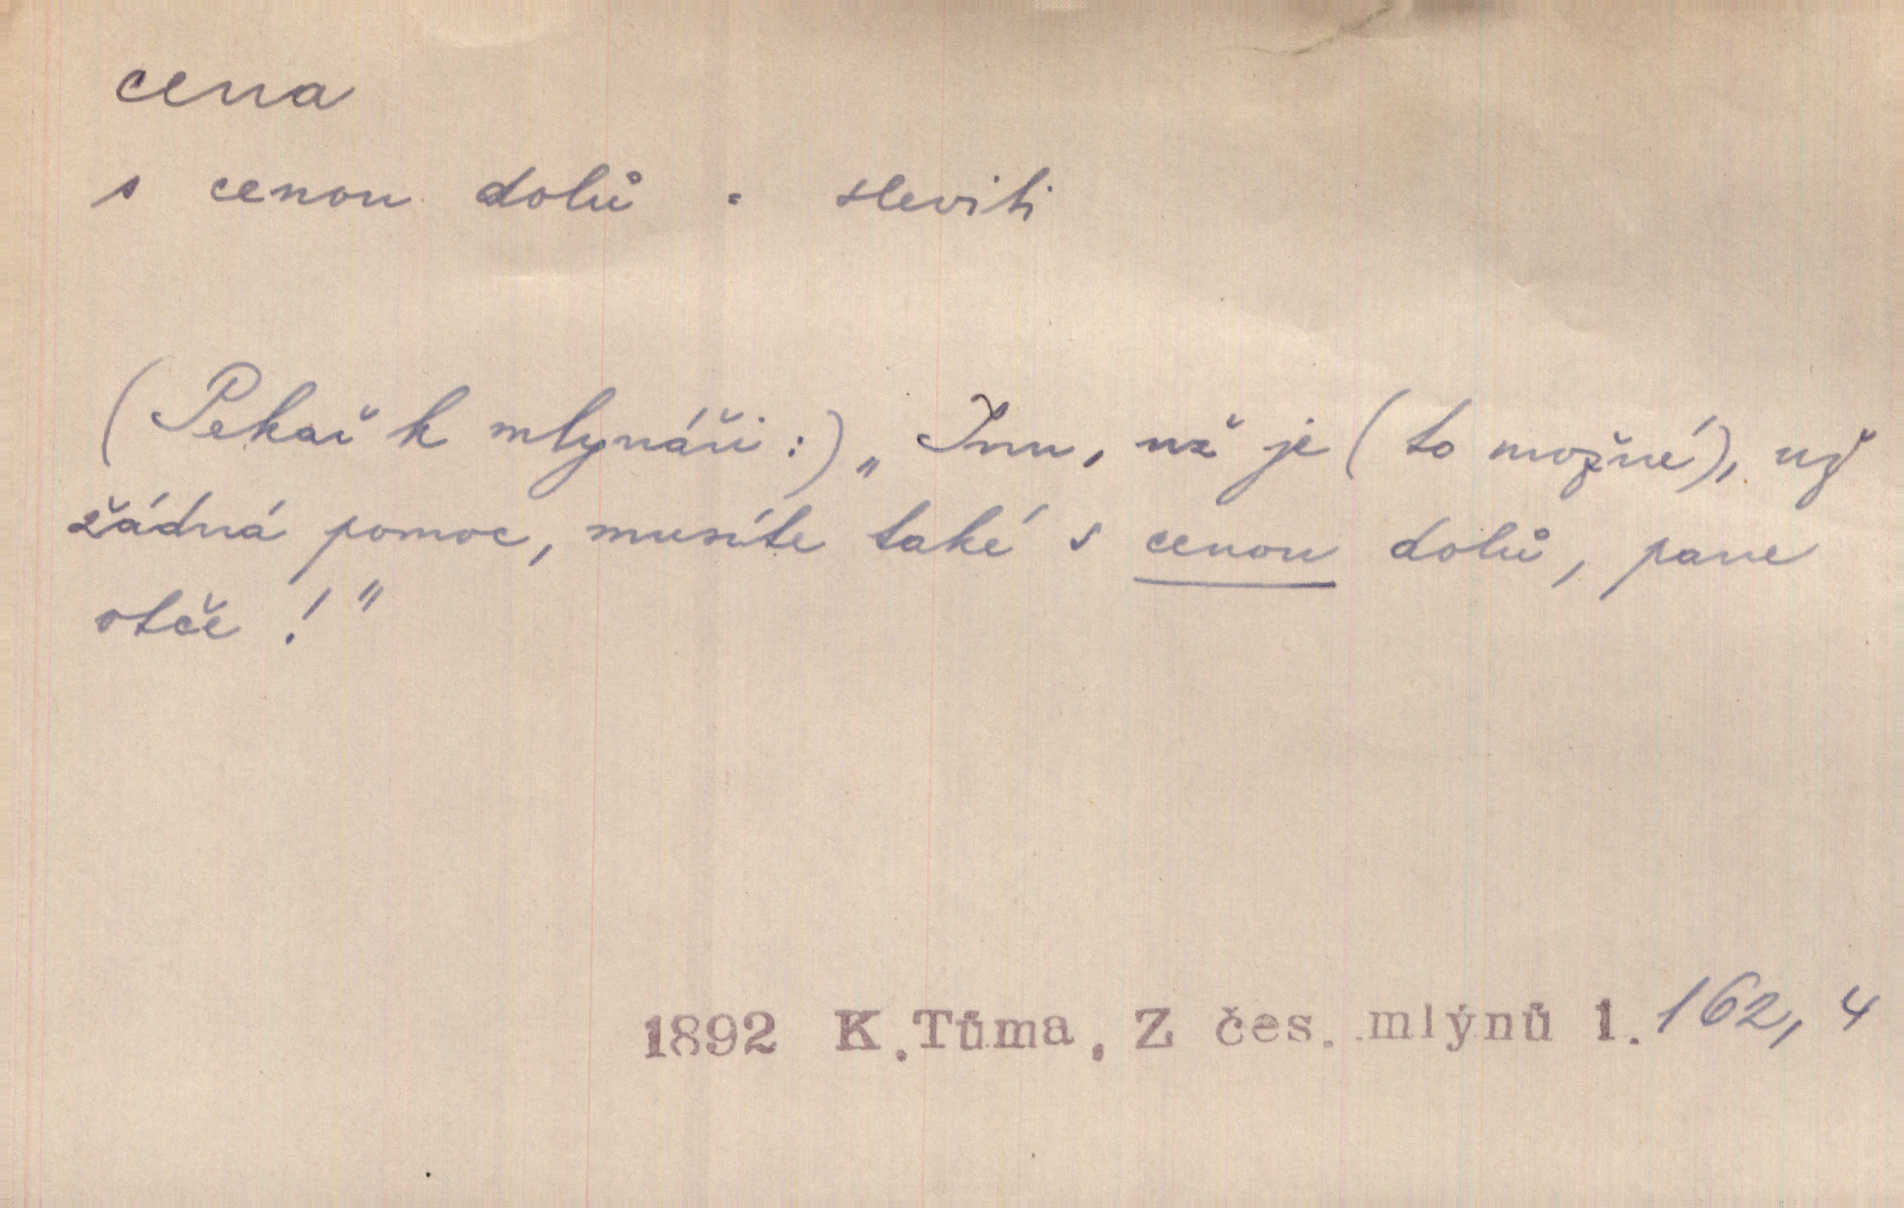 cena
s cenou dolů = sleviti
(Pekař k mlynáři:) „Inu, už je (to možné), už
žádná pomoc, musíte také s cenou dolů, pane
otče!"
1892 K.Tůma, Z čes. mlýnů 1. 162, 4